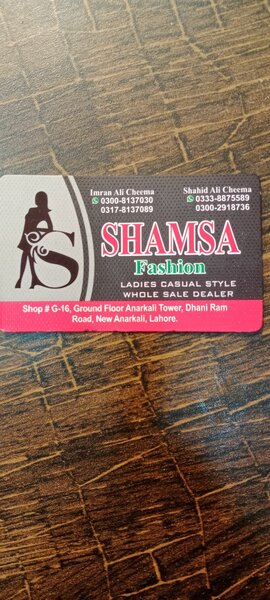 Imran Ali Cheema
0300-8137030
0317-8137089
Shahid Ali Cheema
0333-8875589
0300-2918736
S
SHAMSA
Fashion
LADIES CASUAL STYLE
WHOLE SALE DEALER
Shop # G-16, Ground Floor Anarkali Tower, Dhani Ram
Road, New Anarkali, Lahore.